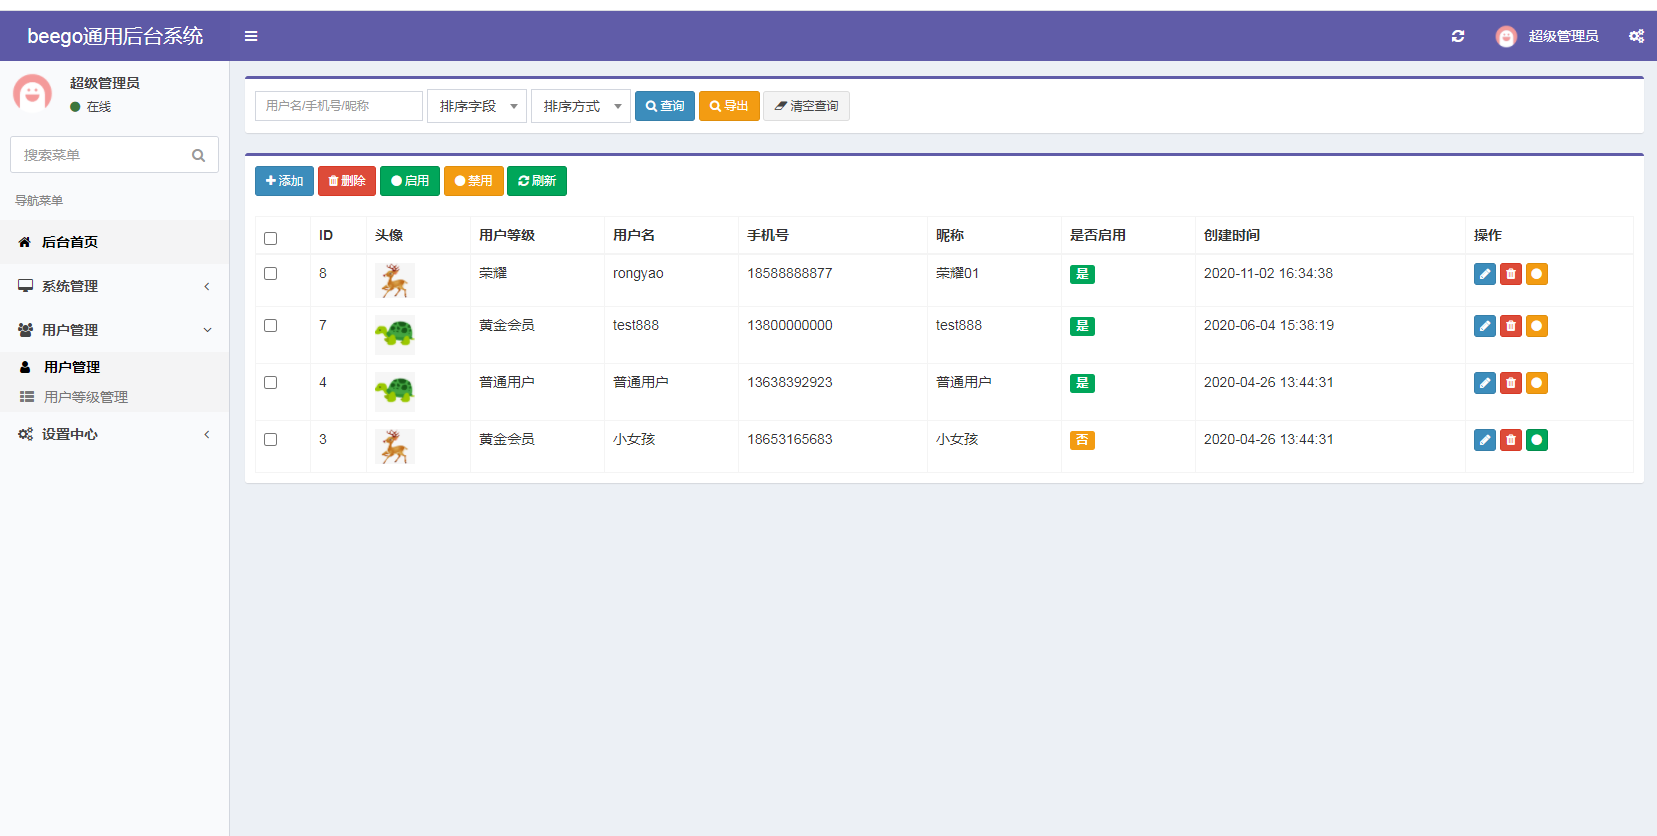 beego通用后台系统
超级管理员
超级管理员
在线
搜索菜单
导航菜单
后台首页
系统管理
用户管理
用户管理
用户等级管理
设置中心
用户名/手机号/昵称 排序字段 排序方式 查询 导出 清空查询
添加 删除 启用 禁用 刷新
ID 头像 用户等级 用户名 手机号 昵称 是否启用 创建时间 操作
8 荣耀 rongyao 18588888877 荣耀01 是 2020-11-02 16:34:38
7 黄金会员 test888 13800000000 test888 是 2020-06-04 15:38:19
4 普通用户 普通用户 13638392923 普通用户 是 2020-04-26 13:44:31
3 黄金会员 小女孩 18653165683 小女孩 否 2020-04-26 13:44:31